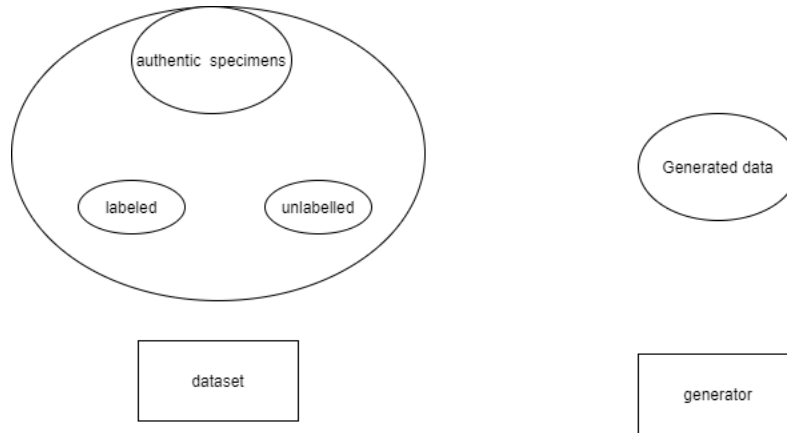 authentic specimens
Generated data
labeled
unlabelled
dataset
generator